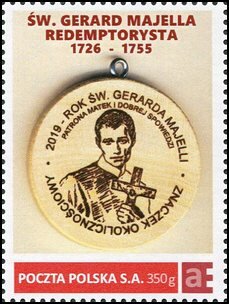 ŚW. GERARD MAJELLA
REDEMPTORYSTA
1726 - 1755
2019 - ROK ŚW. GERARDA MAJELLI •
PATRONA MATEK I DOBREJ SPOWIEDZI
ZNACZEK OKOLICZNOŚCIOWY •
POCZTA POLSKA S.A. 350g a